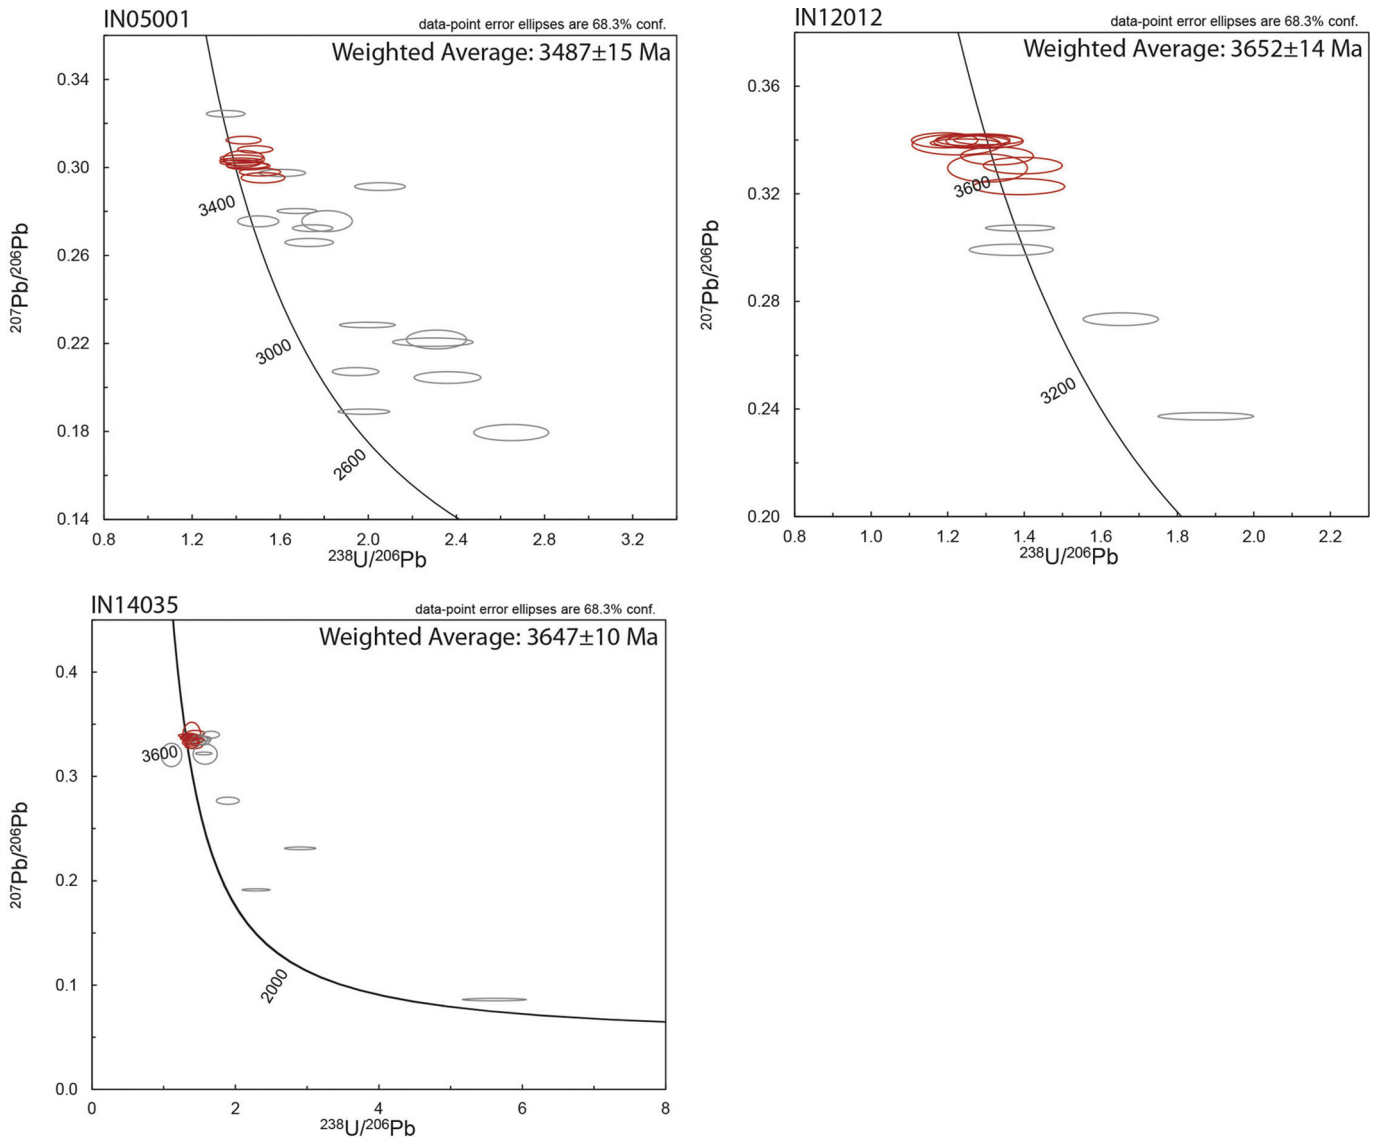 IN05001
data-point error ellipses are 68.3% conf.
Weighted Average: 3487±15 Ma
0.34
0.30
0.26
0.22
0.18
0.14
3400
3000
2600
207Pb/206Pb
0.8 1.2 1.6 2.0 2.4 2.8 3.2
238U/206Pb
IN12012
data-point error ellipses are 68.3% conf.
Weighted Average: 3652±14 Ma
0.36
0.32
0.28
0.24
0.20
3600
3200
207Pb/206Pb
0.8 1.0 1.2 1.4 1.6 1.8 2.0 2.2
238U/206Pb
IN14035
data-point error ellipses are 68.3% conf.
Weighted Average: 3647±10 Ma
0.4
0.3
0.2
0.1
0.0
3600
2000
207Pb/206Pb
0 2 4 6 8
238U/206Pb